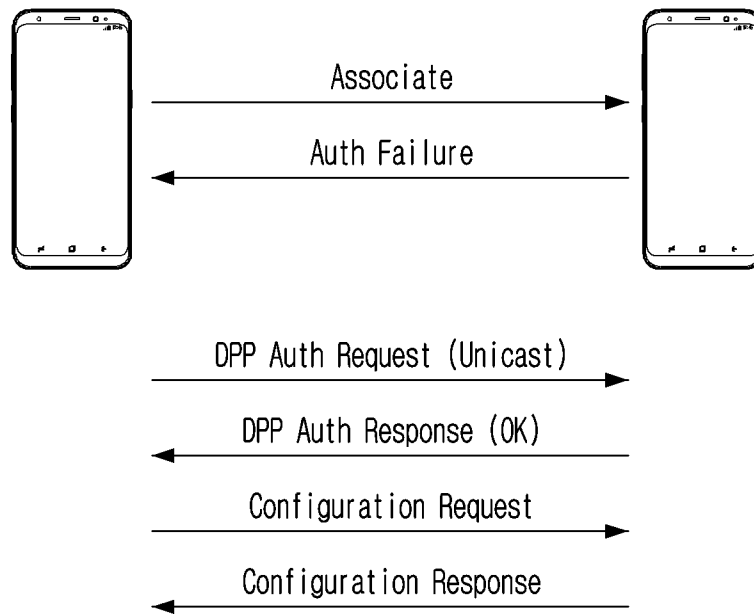 Associate
Auth Failure
DPP Auth Request (Unicast)
DPP Auth Response (OK)
Configuration Request
Configuration Response